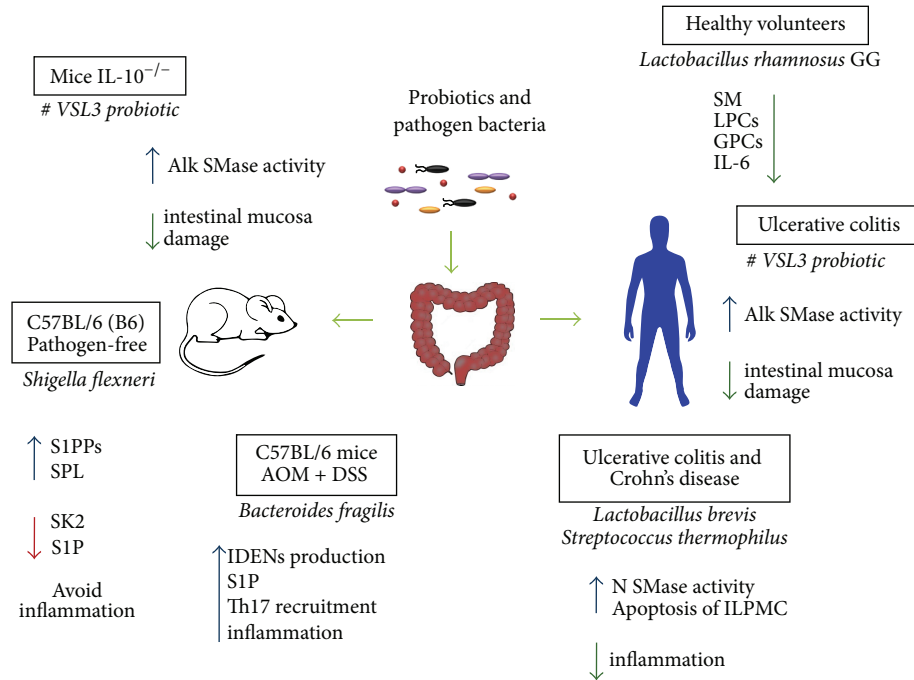 Healthy volunteers
Lactobacillus rhamnosus GG
SM
LPCs
GPCs
IL-6
Mice IL-10−/−
# VSL3 probiotic
Alk SMase activity
intestinal mucosa
damage
Probiotics and
pathogen bacteria
Ulcerative colitis
# VSL3 probiotic
Alk SMase activity
intestinal mucosa
damage
C57BL/6 (B6)
Pathogen-free
Shigella flexneri
S1PPs
SPL
SK2
S1P
Avoid
inflammation
C57BL/6 mice
AOM + DSS
Bacteroides fragilis
IDENs production
S1P
Th17 recruitment
inflammation
Ulcerative colitis and
Crohn's disease
Lactobacillus brevis
Streptococcus thermophilus
N SMase activity
Apoptosis of ILPMC
inflammation